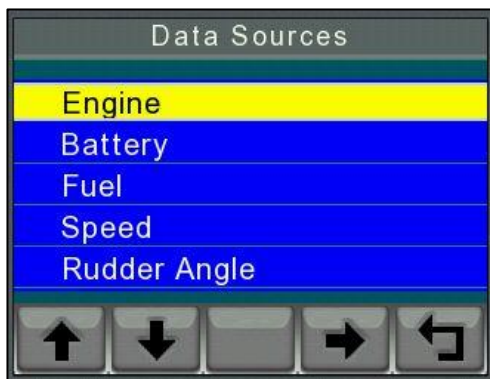 Data Sources
Engine
Battery
Fuel
Speed
Rudder Angle